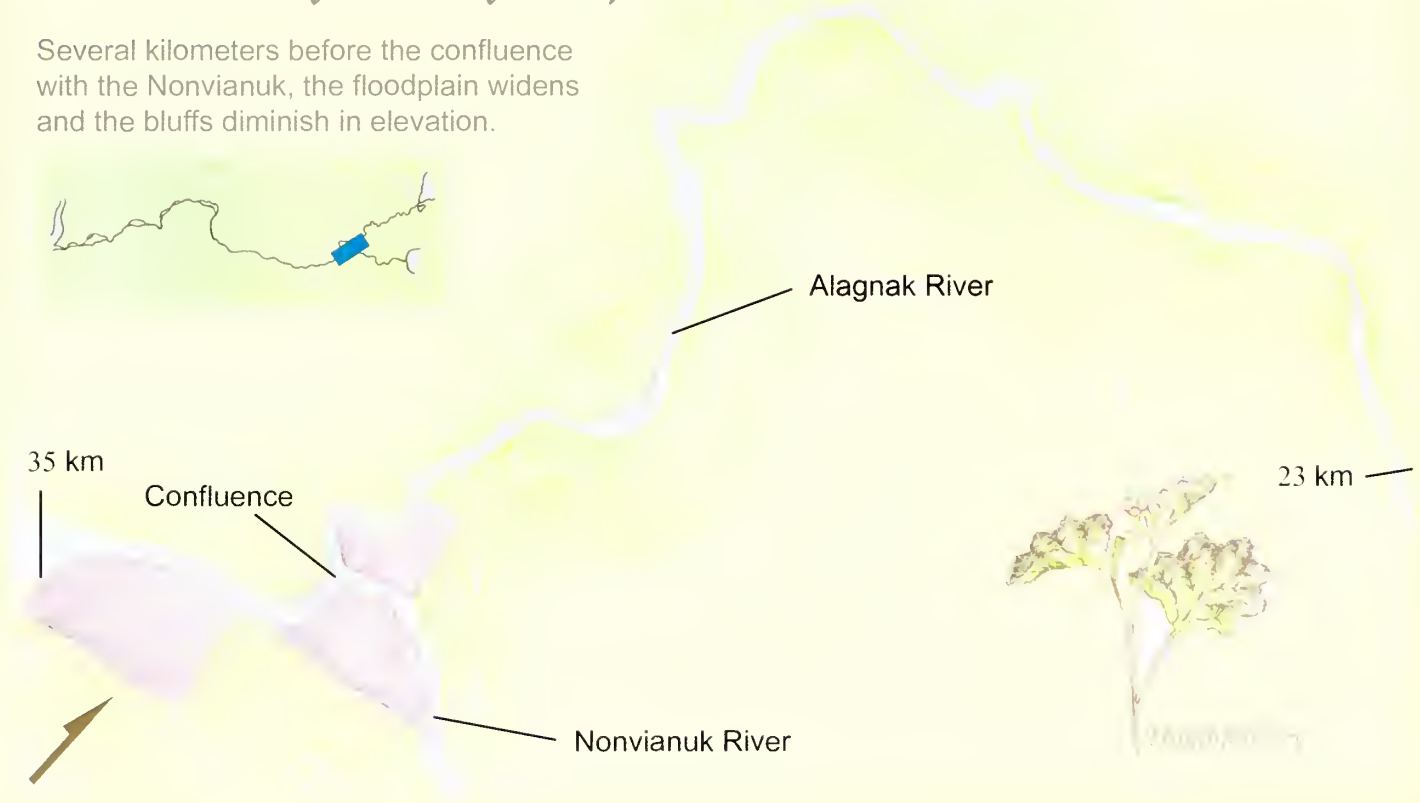 Several kilometers before the confluence
with the Nonvianuk, the floodplain widens
and the bluffs diminish in elevation.
Alagnak River
35 km
Confluence
23 km
Nonvianuk River